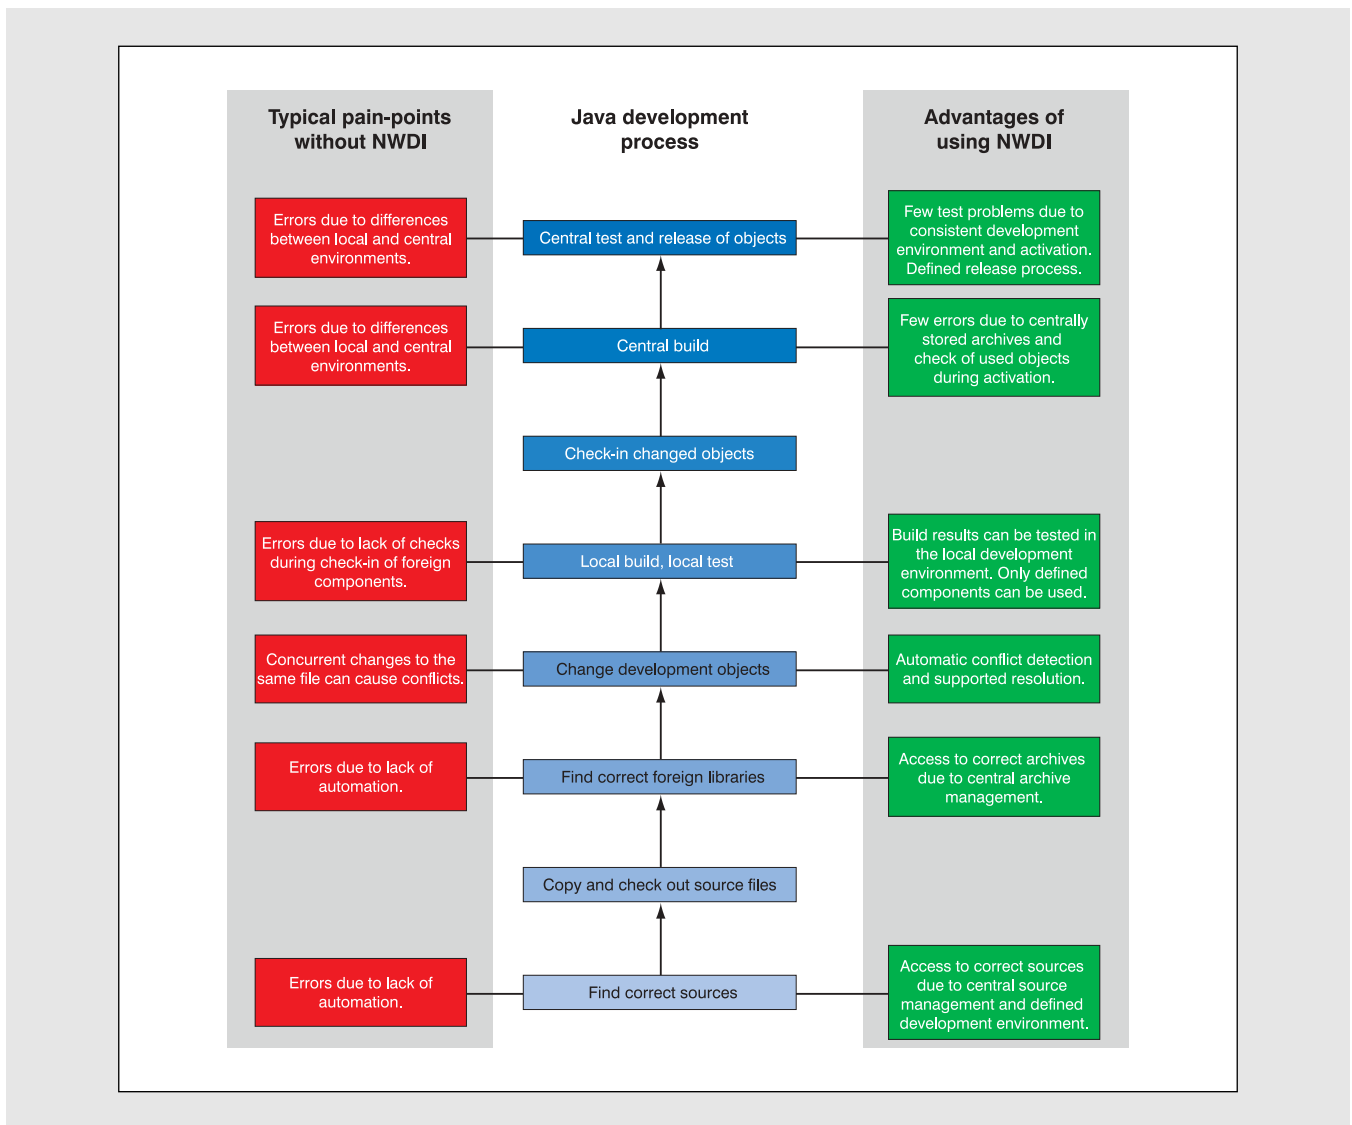 Typical pain-points
without NWDI
Java development
process
Advantages of
using NWDI
Errors due to differences
between local and central
environments.
Central test and release of objects
Few test problems due to
consistent development
environment and activation.
Defined release process.
Errors due to differences
between local and central
environments.
Central build
Few errors due to centrally
stored archives and
check of used objects
during activation.
Check-in changed objects
Errors due to lack of checks
during check-in of foreign
components.
Local build, local test
Build results can be tested in
the local development
environment. Only defined
components can be used.
Concurrent changes to the
same file can cause conflicts.
Change development objects
Automatic conflict detection
and supported resolution.
Errors due to lack of
automation.
Find correct foreign libraries
Access to correct archives
due to central archive
management.
Copy and check out source files
Errors due to lack of
automation.
Find correct sources
Access to correct sources
due to central source
management and defined
development environment.